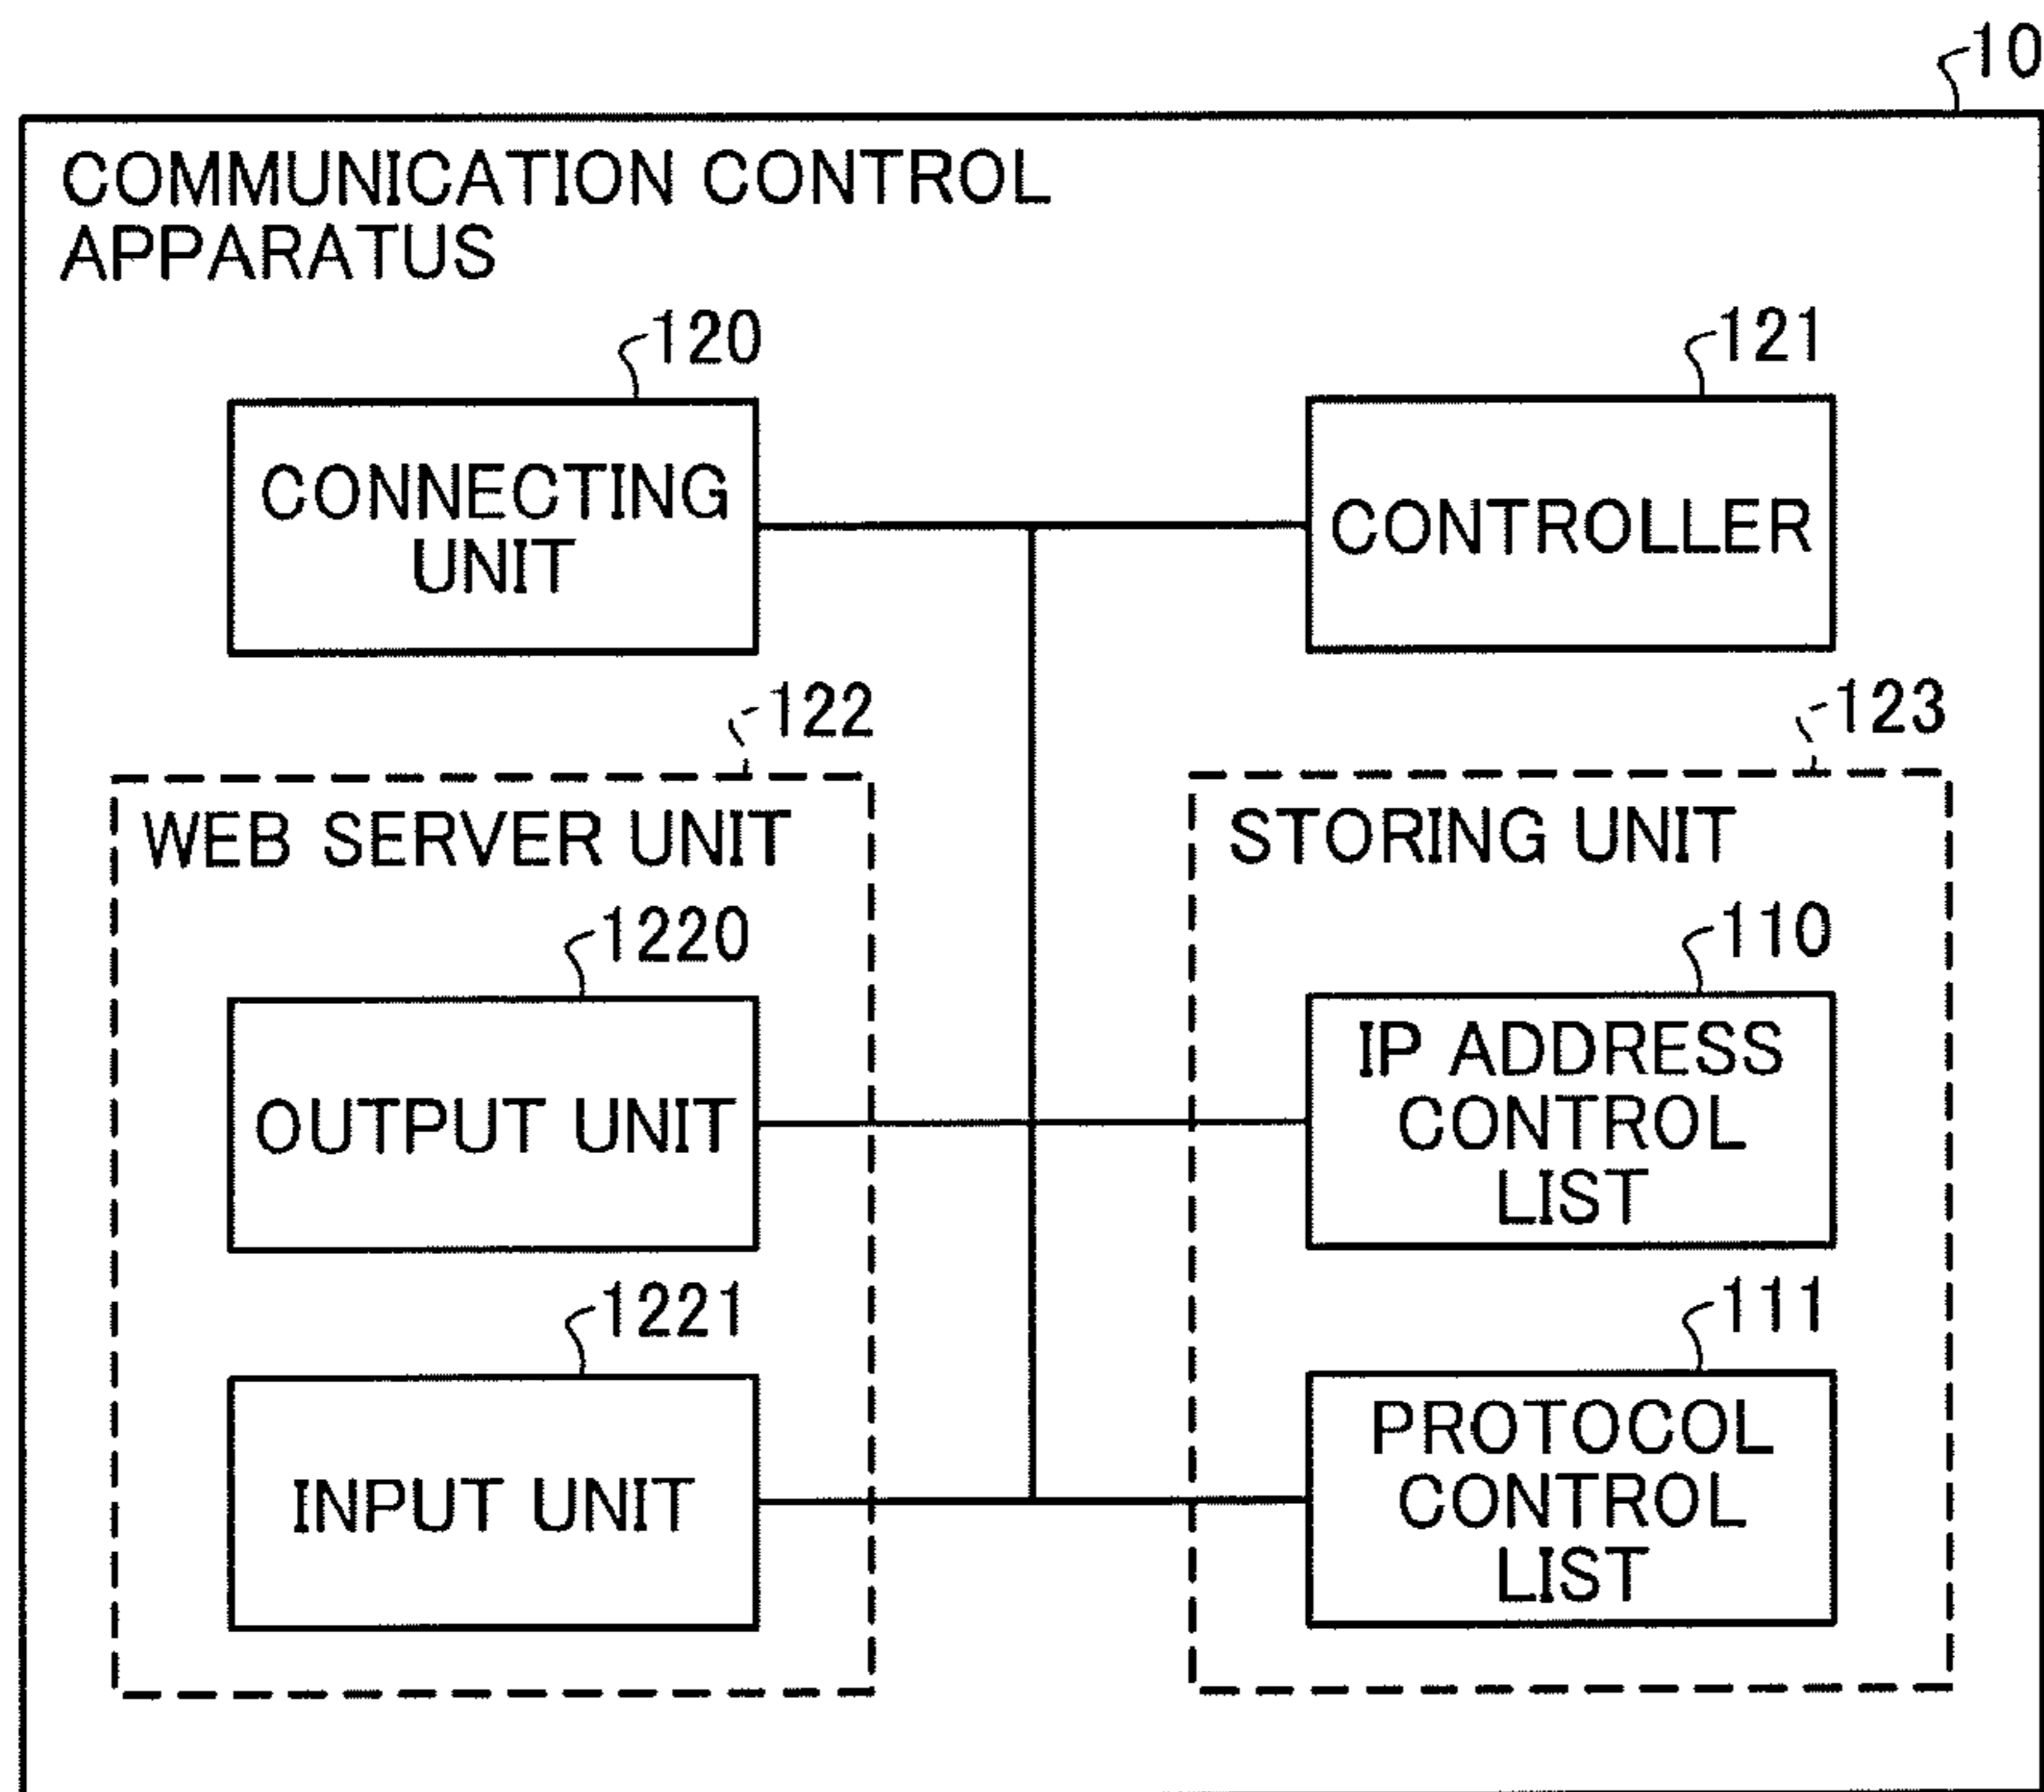 10
COMMUNICATION CONTROL
APPARATUS
120
CONNECTING
UNIT
121
CONTROLLER
122
WEB SERVER UNIT
1220
OUTPUT UNIT
1221
INPUT UNIT
123
STORING UNIT
110
IP ADDRESS
CONTROL
LIST
111
PROTOCOL
CONTROL
LIST